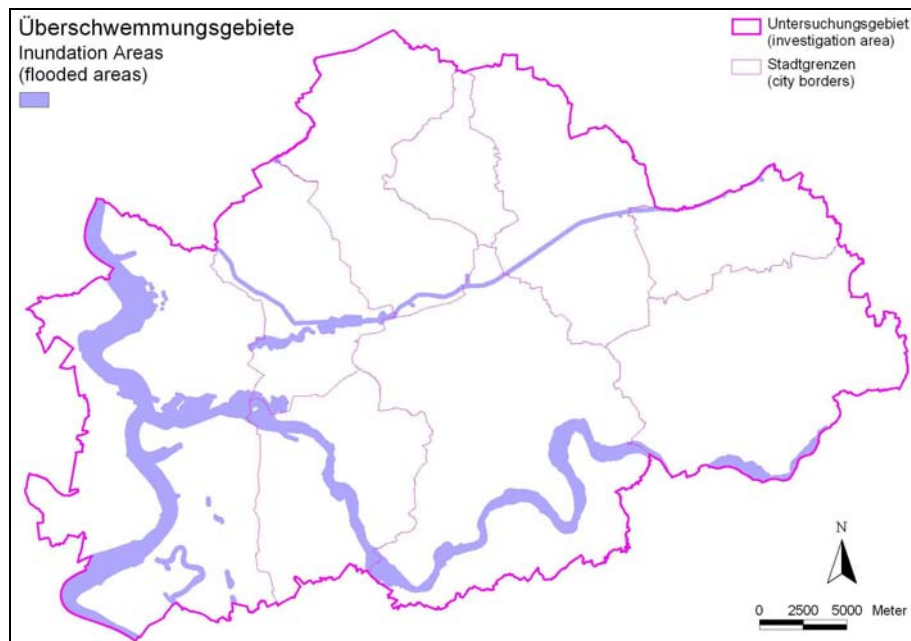 Überschwemmungsgebiete
Inundation Areas
(flooded areas)
Untersuchungsgebiet
(investigation area)
Stadtgrenzen
(city borders)
N
0 2500 5000 Meter